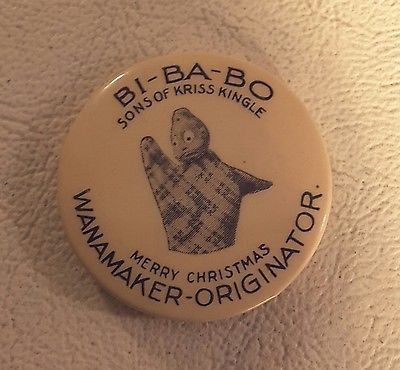 BI-BA-BO
SONS OF KRISS KINGLE
MERRY CHRISTMAS
WANAMAKER-ORIGINATOR.